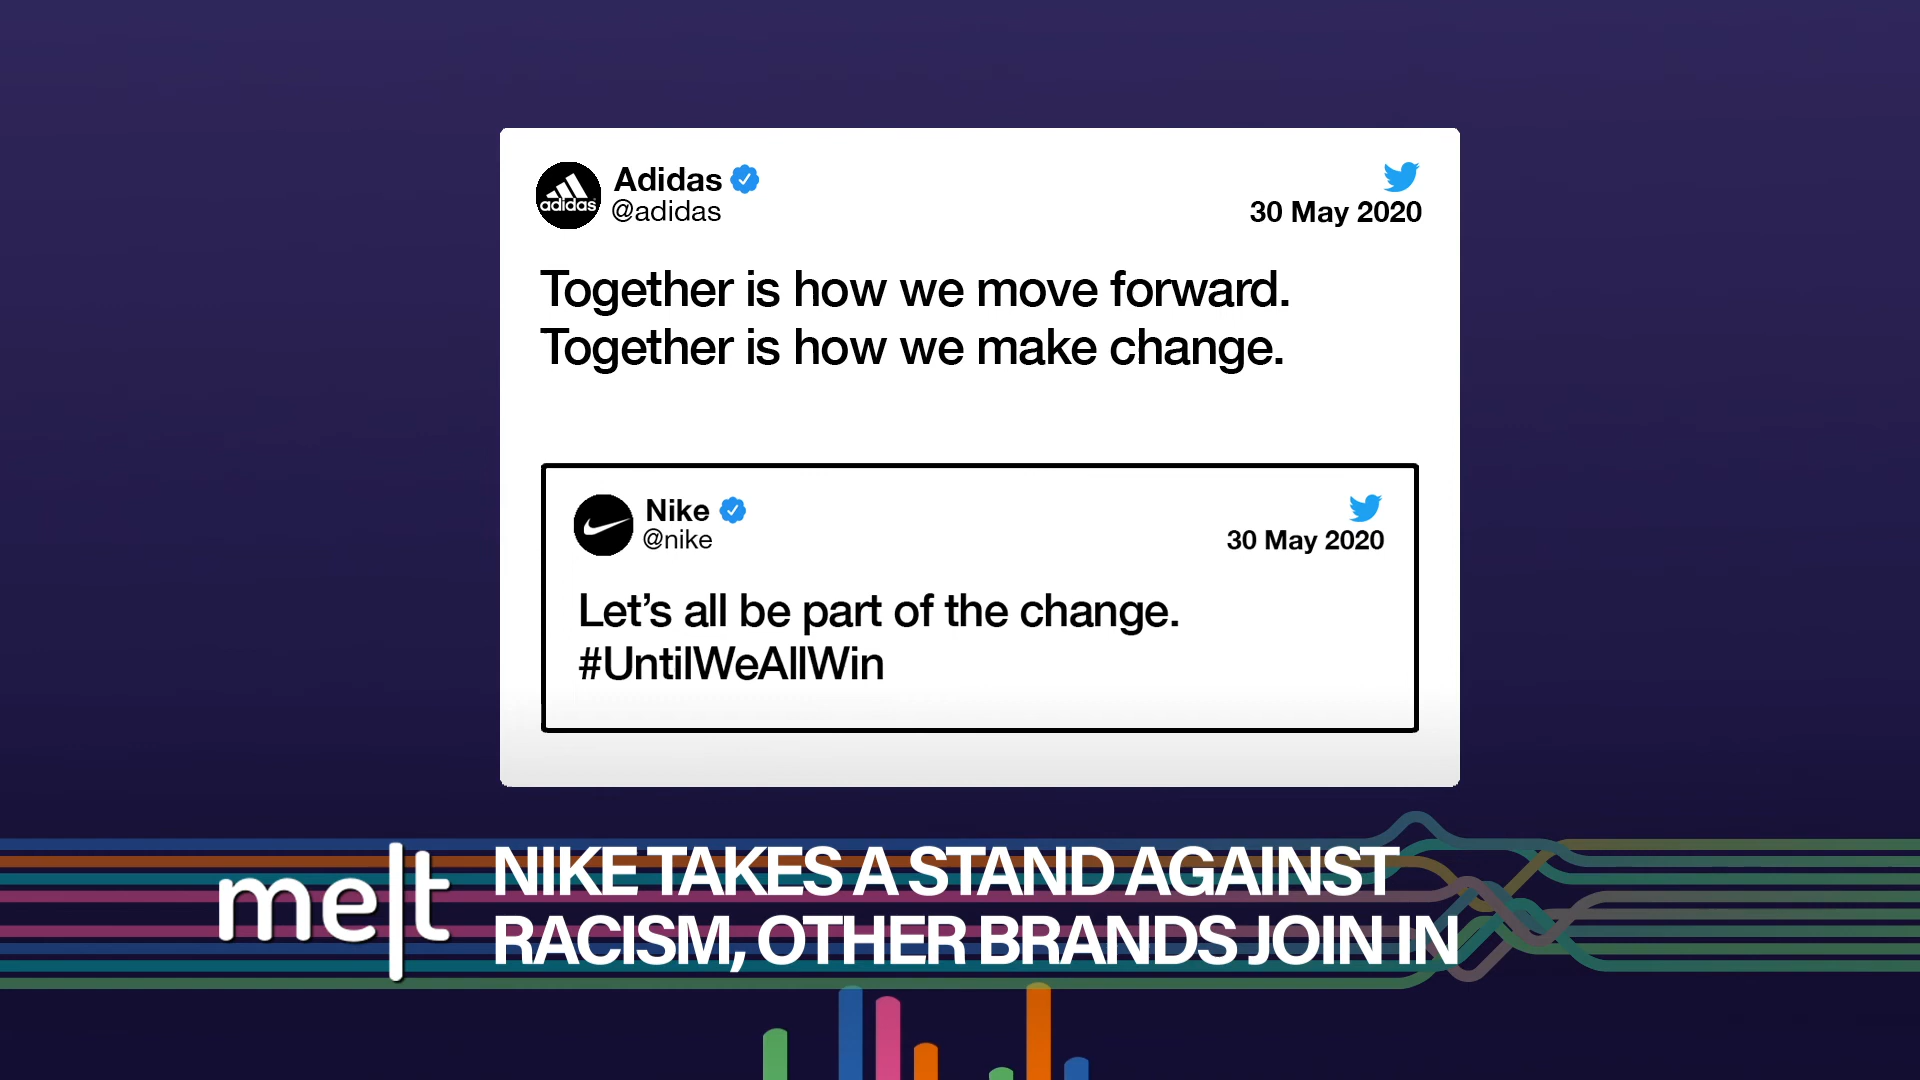 Adidas
@adidas
adidas
30 May 2020
Together is how we move forward.
Together is how we make change.
Nike
@nike
30 May 2020
Let’s all be part of the change.
#UntilWeAllWin
melt
NIKE TAKES A STAND AGAINST
RACISM, OTHER BRANDS JOIN IN